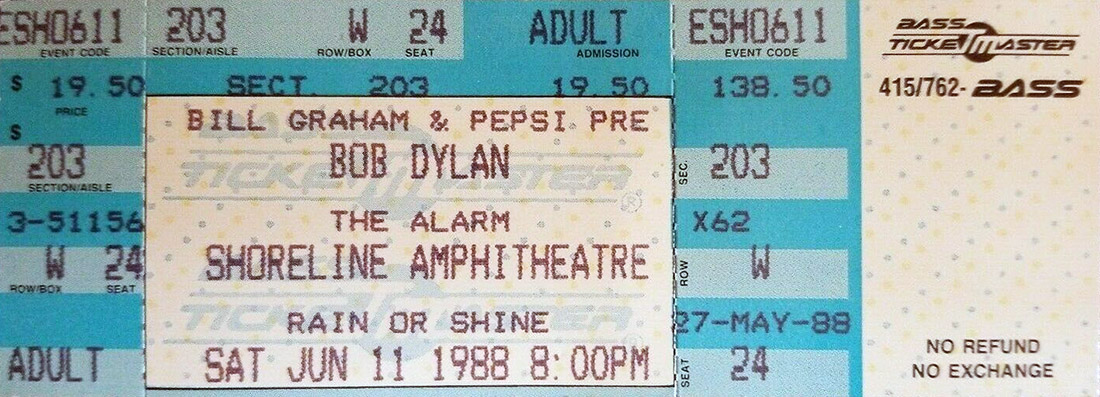 ESH0611 203 W 24 ADULT ESH0611
EVENT CODE SECTION/AISLE ROW/BOX SEAT ADMISSION EVENT CODE
$ 19.50 SECT. 203 19.50 138.50
PRICE
BILL GRAHAM & PEPSI PRE
$
BOB DYLAN
203 SEC. 203
SECTION/AISLE
TICKETMASTER
THE ALARM
3-51156 X62
SHORELINE AMPHITHEATRE
W 24 ROW W
ROW/BOX SEAT
RAIN OR SHINE
27-MAY-88
ADULT SAT JUN 11 1988 8:00PM SEAT 24
BASS
TICKETMASTER
415/762-BASS
NO REFUND
NO EXCHANGE